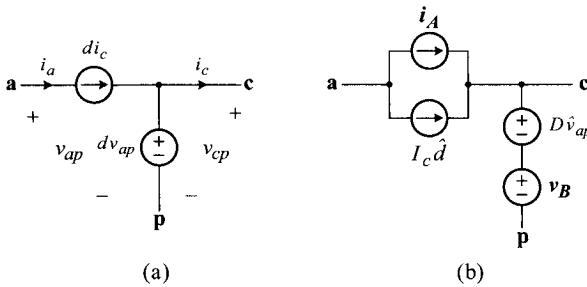 di_c
i_a
i_c
a
c
+
+
v_ap
dv_ap
v_cp
−
−
p
(a)
i_A
a
c
I_c d̂
D v̂_ap
v_B
p
(b)